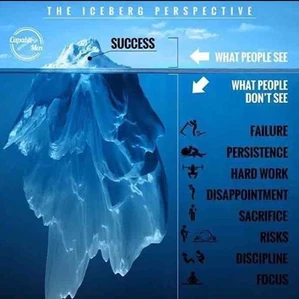 THE ICEBERG PERSPECTIVE
Capable
Men
SUCCESS
WHAT PEOPLE SEE
WHAT PEOPLE
DON'T SEE
FAILURE
PERSISTENCE
HARD WORK
DISAPPOINTMENT
SACRIFICE
RISKS
DISCIPLINE
FOCUS